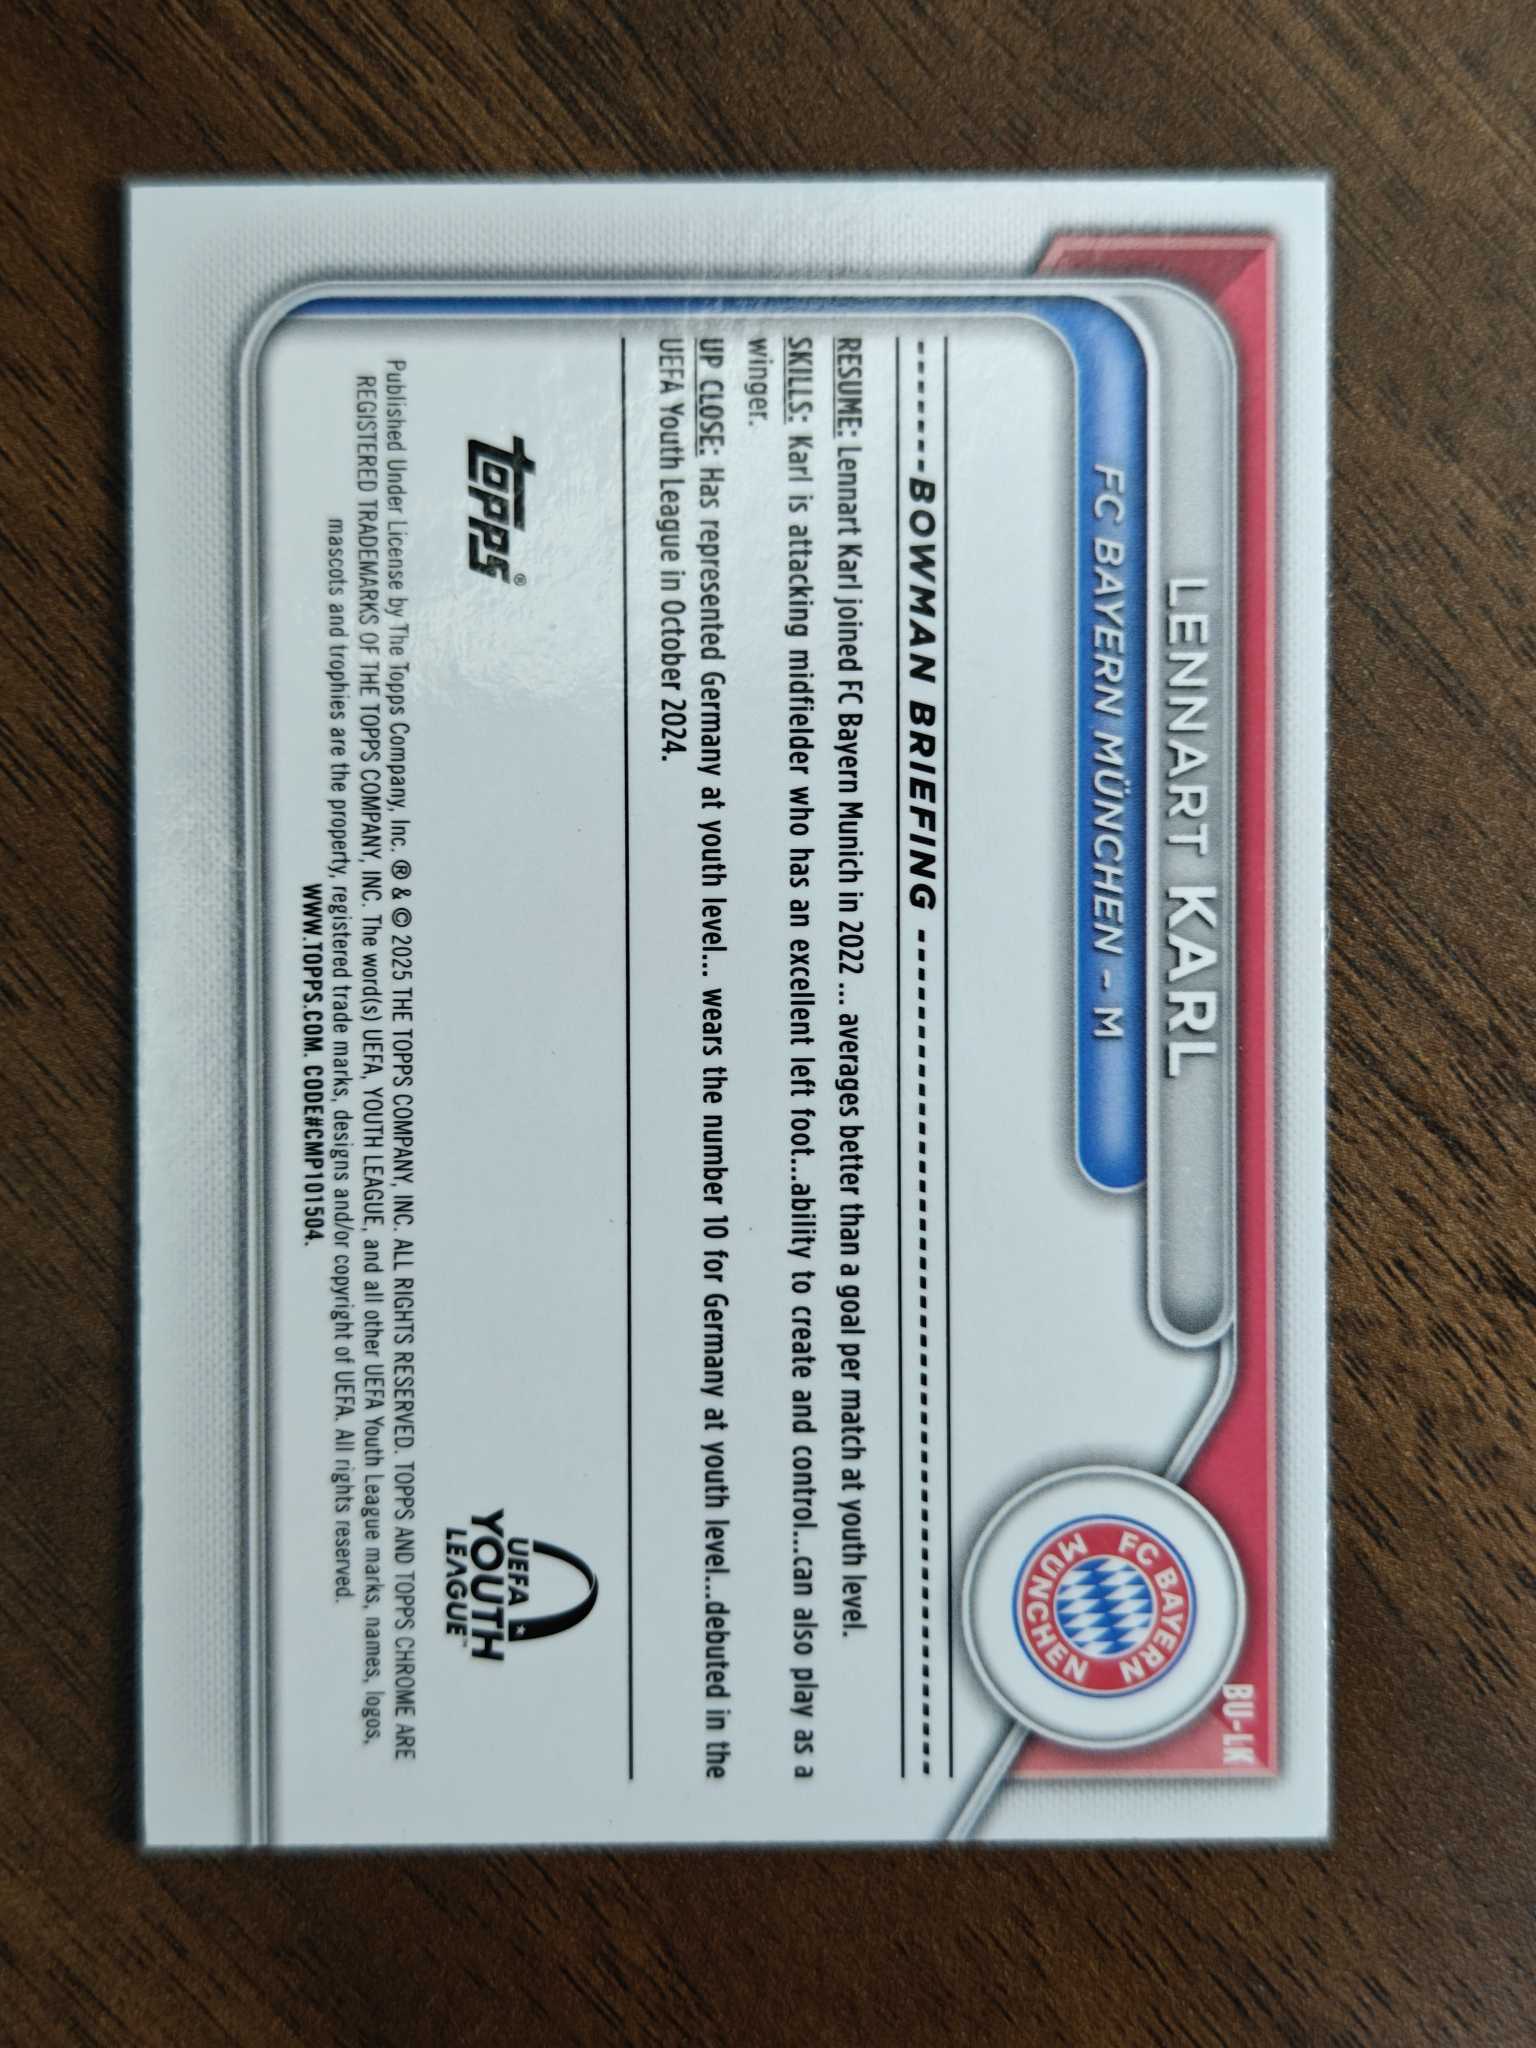 BU-LK
LENNART KARL
FC BAYERN MÜNCHEN - M
FC BAYERN
MÜNCHEN
------BOWMAN BRIEFING --------------------------------
RESUME: Lennart Karl joined FC Bayern Munich in 2022 ... averages better than a goal per match at youth level.
SKILLS: Karl is attacking midfielder who has an excellent left foot...ability to create and control...can also play as a
winger.
UP CLOSE: Has represented Germany at youth level... wears the number 10 for Germany at youth level...debuted in the
UEFA Youth League in October 2024.
topps®
UEFA
YOUTH
LEAGUE™
Published Under License by The Topps Company, Inc. ® & © 2025 THE TOPPS COMPANY, INC. ALL RIGHTS RESERVED. TOPPS AND TOPPS CHROME ARE
REGISTERED TRADEMARKS OF THE TOPPS COMPANY, INC. The word(s) UEFA, YOUTH LEAGUE, and all other UEFA Youth League marks, names, logos,
mascots and trophies are the property, registered trade marks, designs and/or copyright of UEFA. All rights reserved.
WWW.TOPPS.COM. CODE#CMP101504.